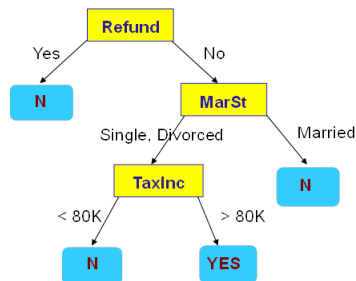 Refund
Yes
No
N
MarSt
Single, Divorced
Married
TaxInc
N
< 80K
> 80K
N
YES